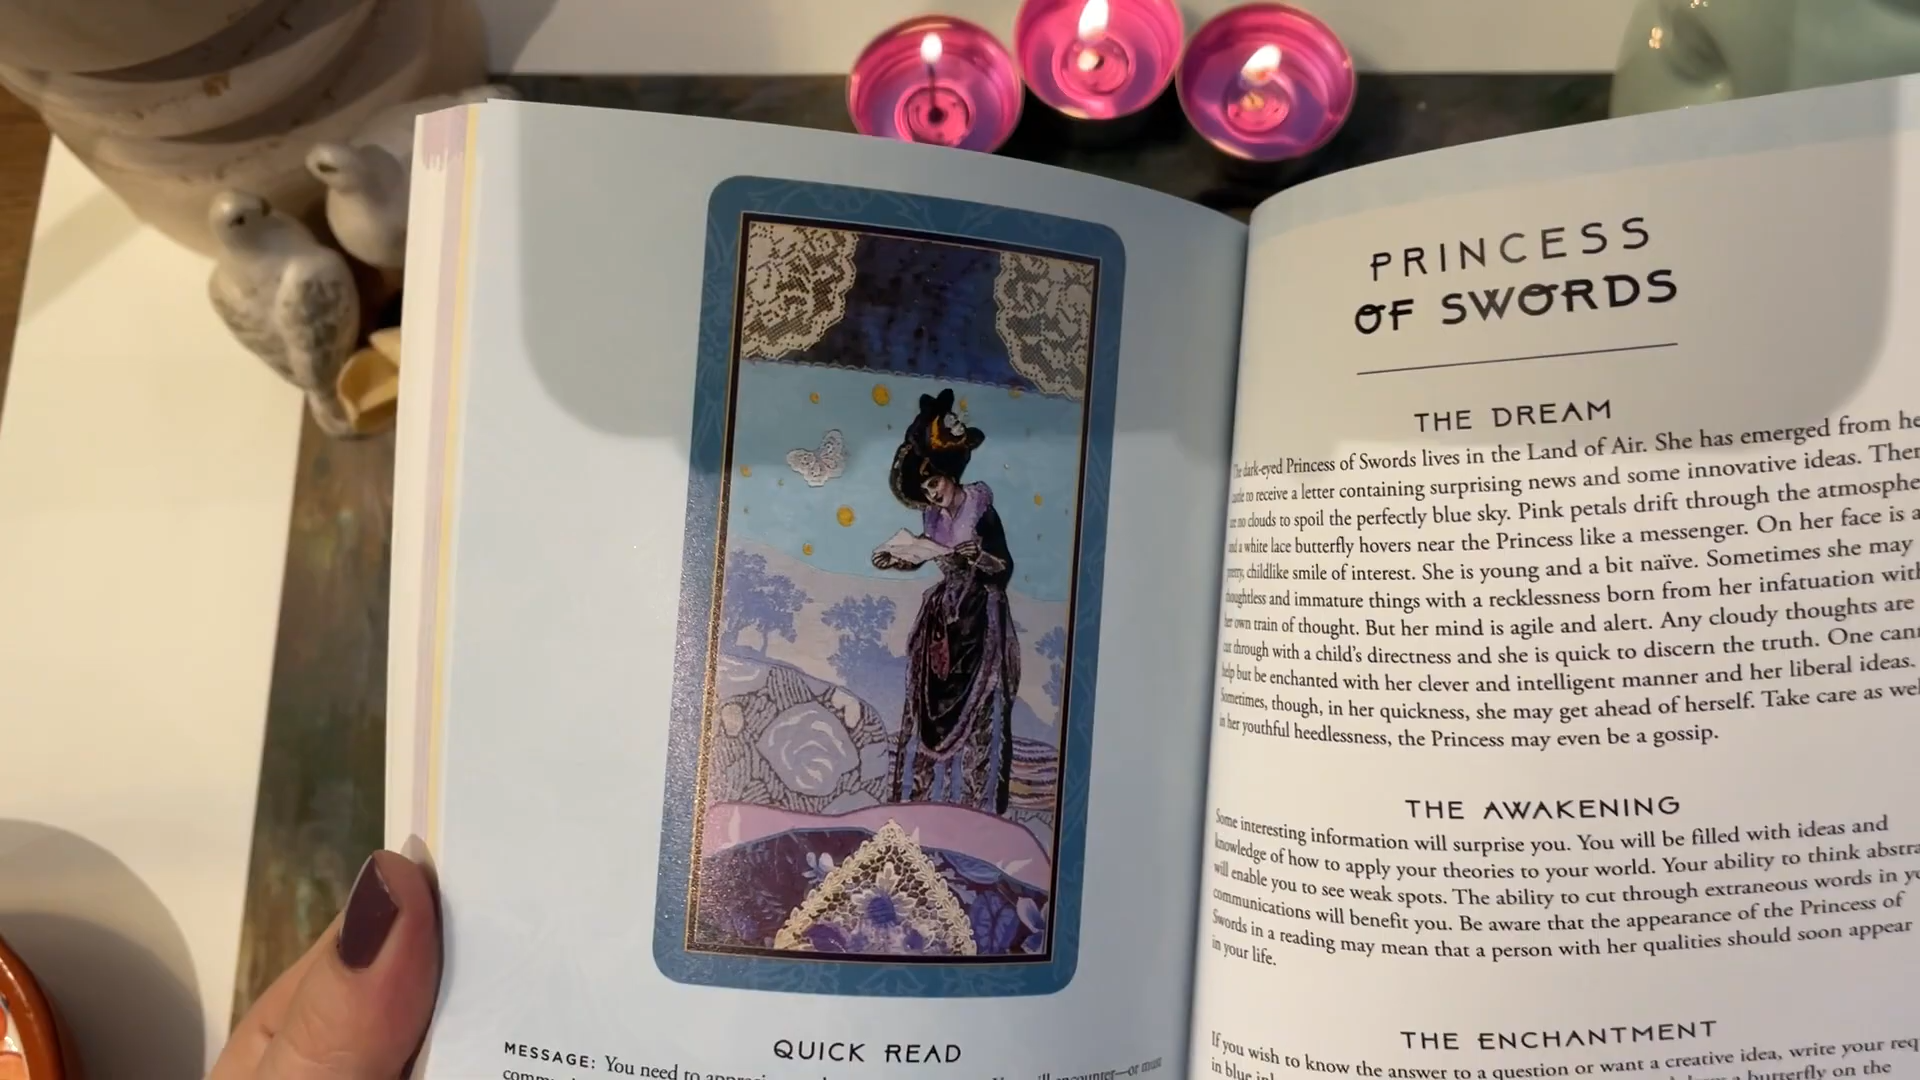 QUICK READ
MESSAGE: You need to
PRINCESS
OF SWORDS
THE DREAM
dark-eyed Princess of Swords lives in the Land of Air. She has emerged from
to receive a letter containing surprising news and some innovative ideas.
no clouds to spoil the perfectly blue sky. Pink petals drift through the
and a white lace butterfly hovers near the Princess like a messenger. On her face is a
pretty, childlike smile of interest. She is young and a bit naïve. Sometimes she may
thoughtless and immature things with a recklessness born from her infatuation
her own train of thought. But her mind is agile and alert. Any cloudy thoughts are
cut through with a child's directness and she is quick to discern the truth. One
help but be enchanted with her clever and intelligent manner and her liberal ideas.
Sometimes, though, in her quickness, she may get ahead of herself. Take care as
in her youthful heedlessness, the Princess may even be a gossip.
THE AWAKENING
Some interesting information will surprise you. You will be filled with ideas and
knowledge of how to apply your theories to your world. Your ability to think
will enable you to see weak spots. The ability to cut through extraneous words in
communications will benefit you. Be aware that the appearance of the Princess of
Swords in a reading may mean that a person with her qualities should soon appear
in your life.
THE ENCHANTMENT
If you wish to know the answer to a question or want a creative idea, write your
in blue
a butterfly on the